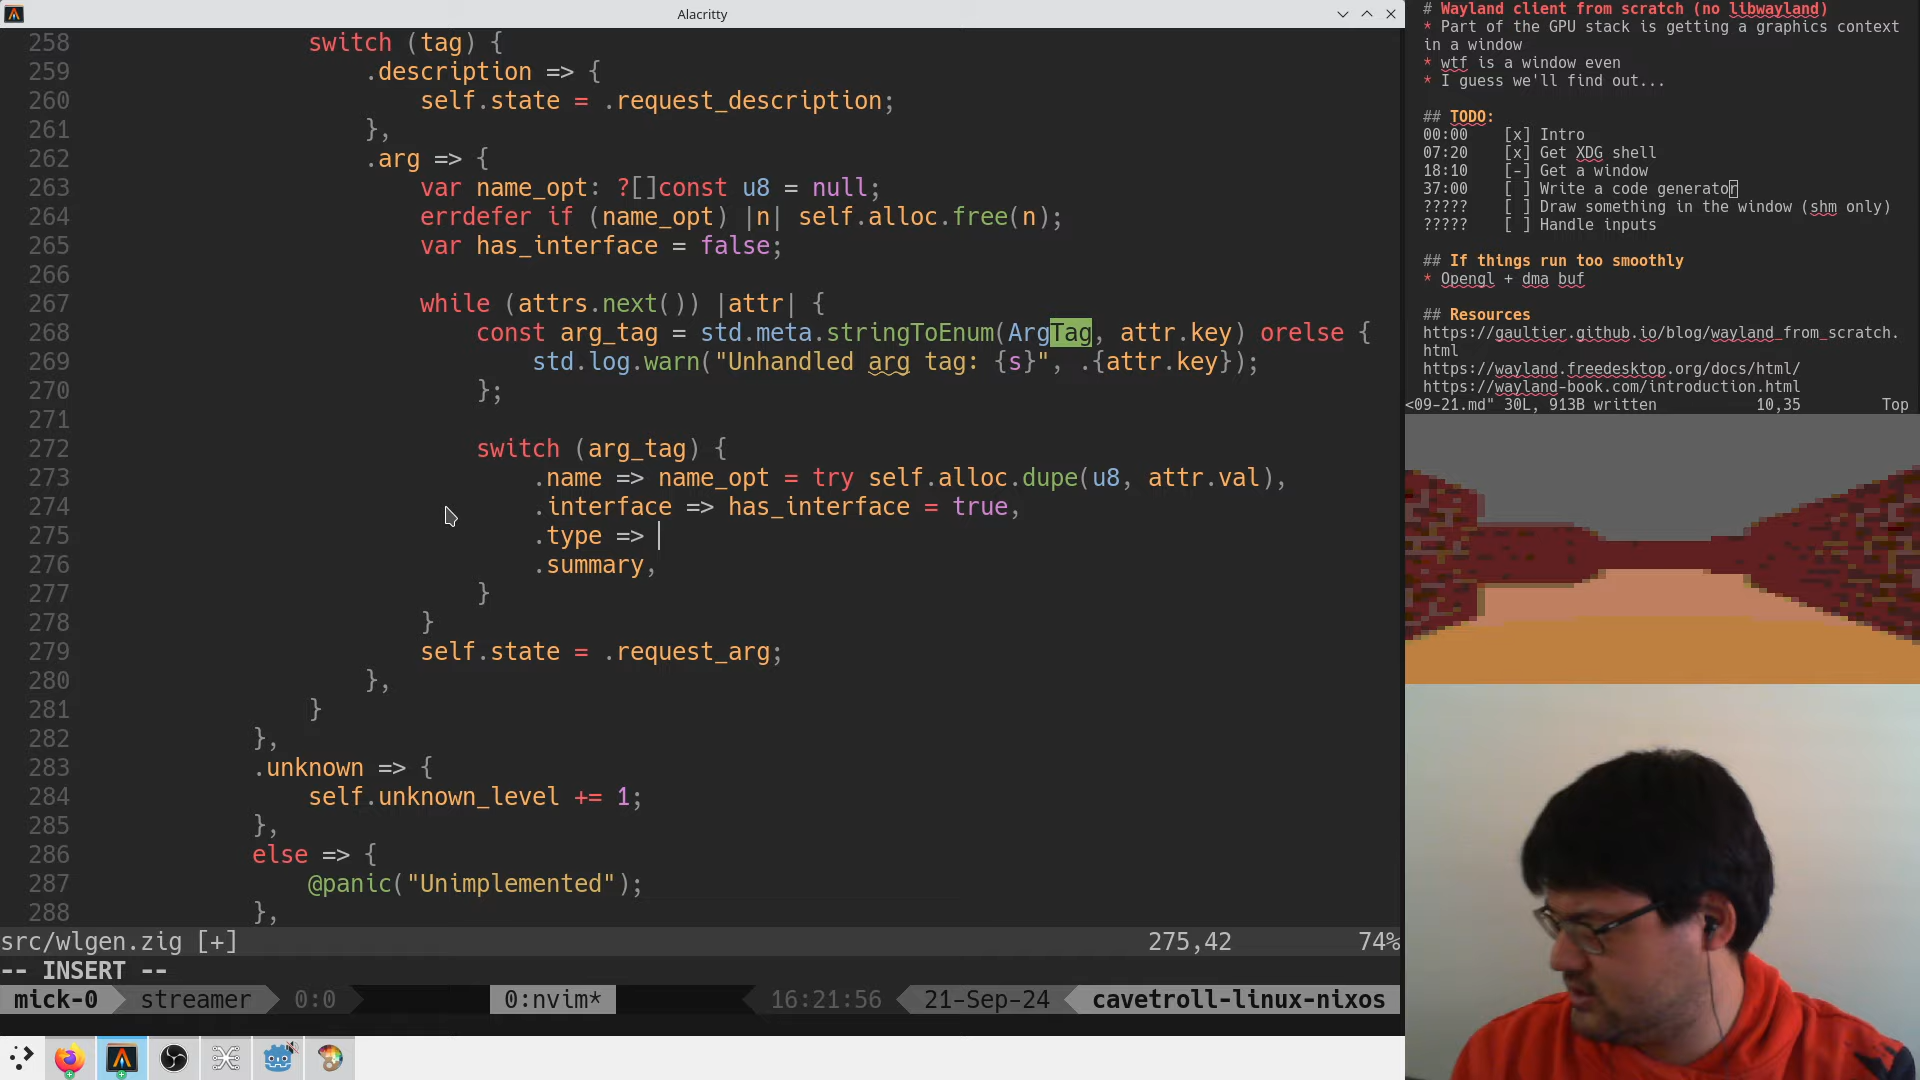 Alacritty
258 switch (tag) {
259 .description => {
260 self.state = .request_description;
261 },
262 .arg => {
263 var name_opt: ?[]const u8 = null;
264 errdefer if (name_opt) |n| self.alloc.free(n);
265 var has_interface = false;
266
267 while (attrs.next()) |attr| {
268 const arg_tag = std.meta.stringToEnum(ArgTag, attr.key) orelse {
269 std.log.warn("Unhandled arg tag: {s}", .{attr.key});
270 };
271
272 switch (arg_tag) {
273 .name => name_opt = try self.alloc.dupe(u8, attr.val),
274 .interface => has_interface = true,
275 .type =>
276 .summary,
277 }
278 }
279 self.state = .request_arg;
280 },
281 }
282 },
283 .unknown => {
284 self.unknown_level += 1;
285 },
286 else => {
287 @panic("Unimplemented");
288 },
src/wlgen.zig [+] 275,42 74%
-- INSERT --
mick-0 streamer 0:0 0:nvim* 16:21:56 21-Sep-24 cavetroll-linux-nixos
# Wayland client from scratch (no libwayland)
* Part of the GPU stack is getting a graphics context
in a window
* wtf is a window even
* I guess we'll find out...
## TODO:
00:00 [x] Intro
07:20 [x] Get XDG shell
18:10 [-] Get a window
37:00 [ ] Write a code generator
????? [ ] Draw something in the window (shm only)
????? [ ] Handle inputs
## If things run too smoothly
* Opengl + dma buf
## Resources
https://gaultier.github.io/blog/wayland_from_scratch.
html
https://wayland.freedesktop.org/docs/html/
https://wayland-book.com/introduction.html
<09-21.md" 30L, 913B written 10,35 Top